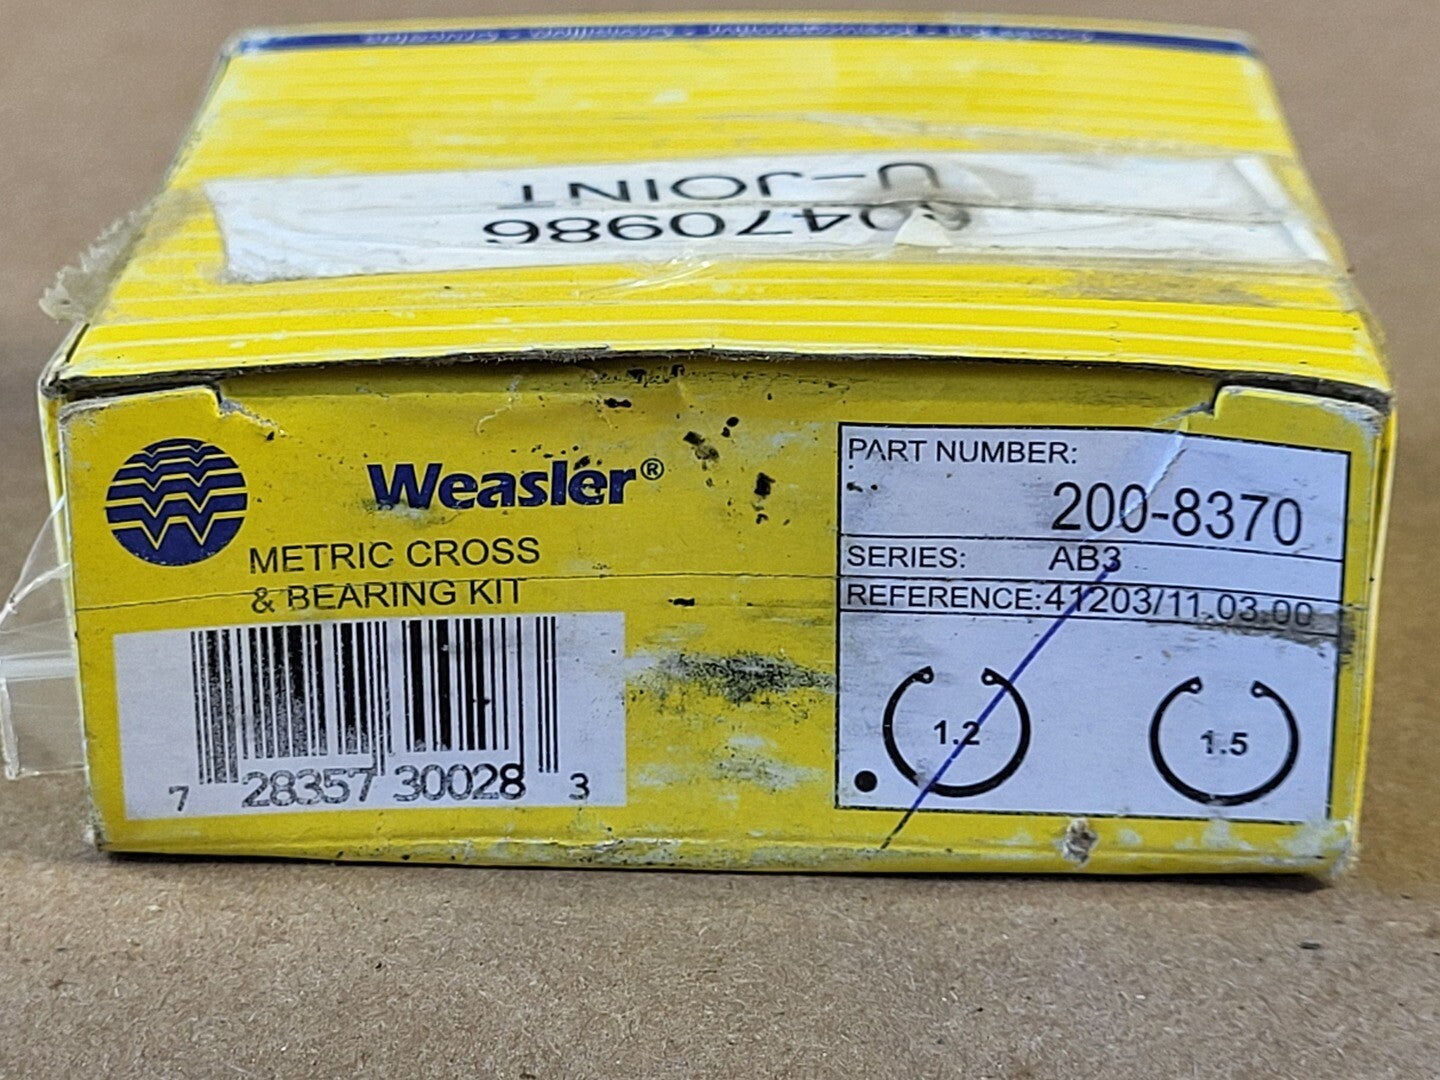 U-JOINT
60470986
Weasler®
METRIC CROSS
& BEARING KIT
7 28357 30028 3
PART NUMBER:
200-8370
SERIES: AB3
REFERENCE: 41203/11.03.00
1.2
1.5